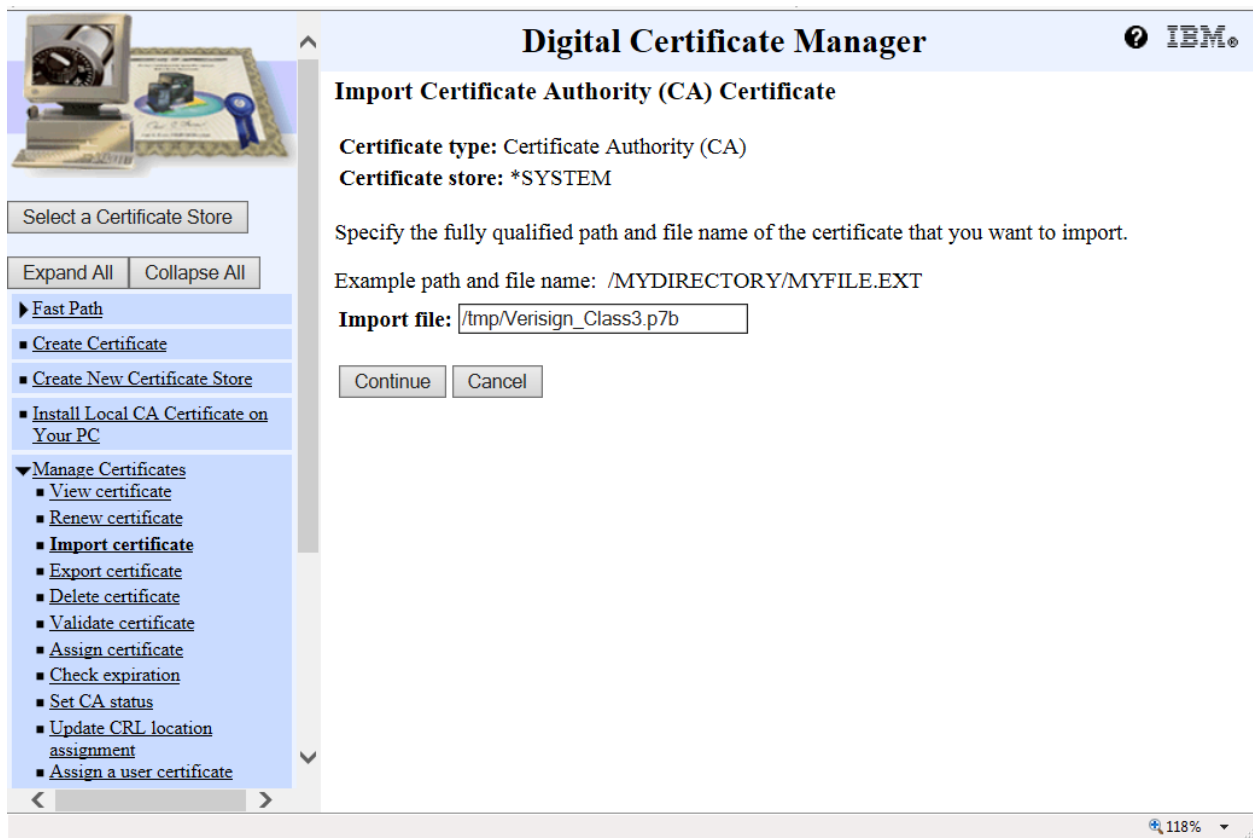 Digital Certificate Manager
IBM®
Import Certificate Authority (CA) Certificate
Certificate type: Certificate Authority (CA)
Certificate store: *SYSTEM
Specify the fully qualified path and file name of the certificate that you want to import.
Example path and file name: /MYDIRECTORY/MYFILE.EXT
Import file: /tmp/Verisign_Class3.p7b
Continue Cancel
Select a Certificate Store
Expand All Collapse All
Fast Path
Create Certificate
Create New Certificate Store
Install Local CA Certificate on
Your PC
Manage Certificates
View certificate
Renew certificate
Import certificate
Export certificate
Delete certificate
Validate certificate
Assign certificate
Check expiration
Set CA status
Update CRL location
assignment
Assign a user certificate
118%